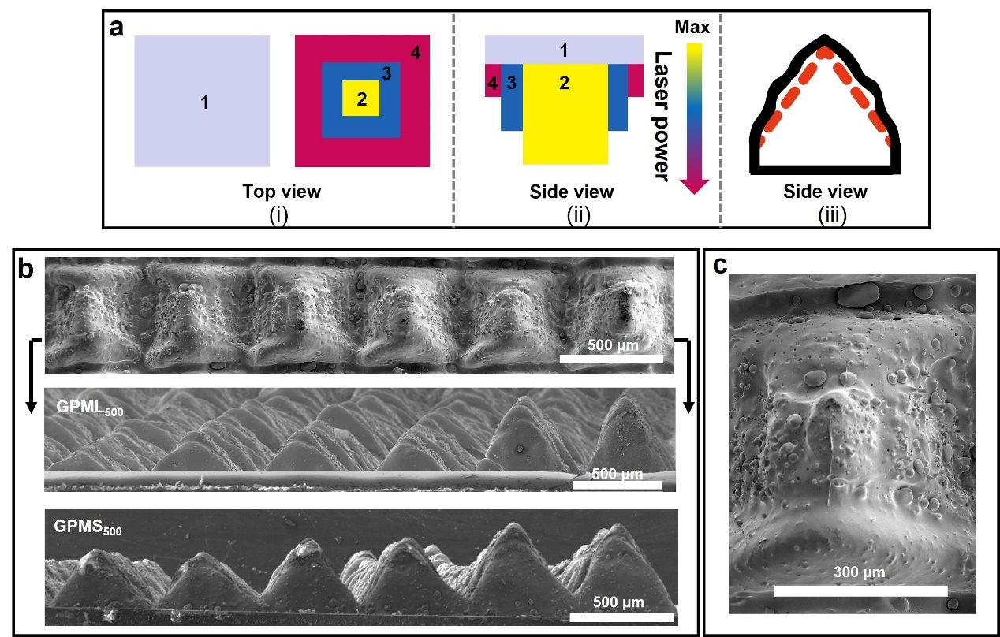 a
1
4
3
2
Top view
(i)
1
4
3
2
Side view
(ii)
Max
Laser power
Side view
(iii)
b
500 µm
GPML500
500 µm
GPMS500
500 µm
c
300 µm